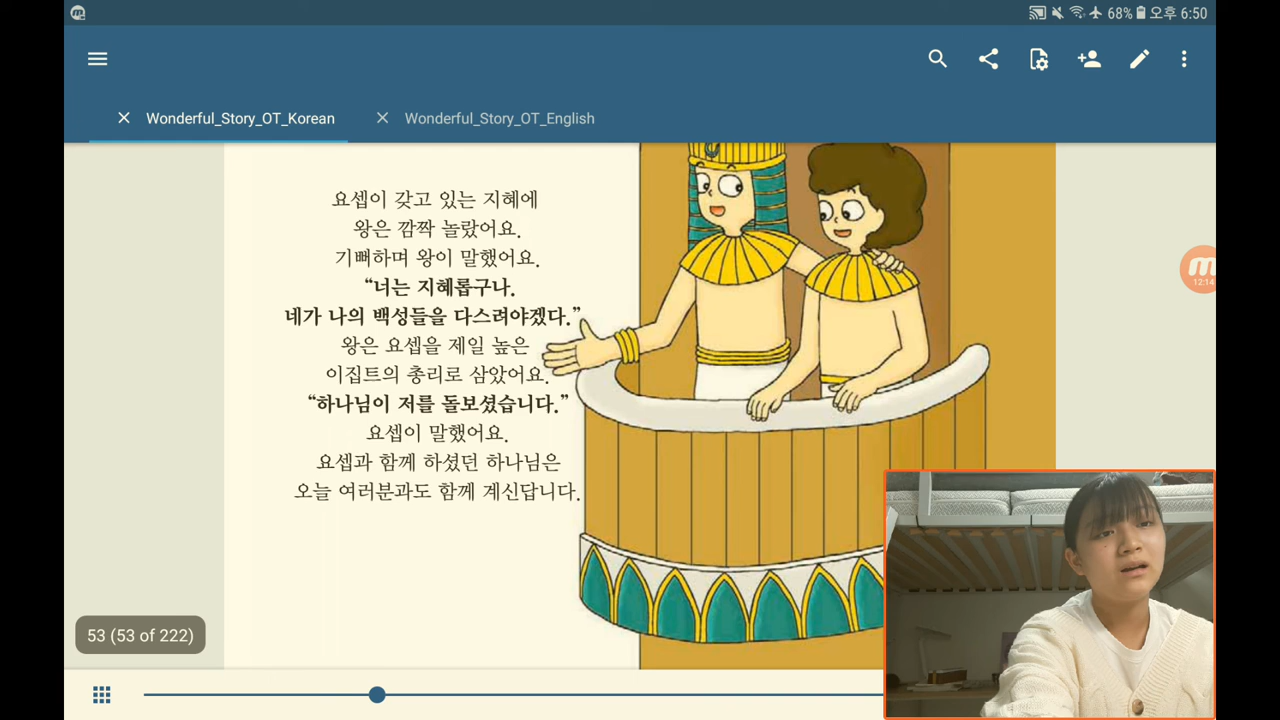 68% 오후 6:50
Wonderful_Story_OT_Korean
Wonderful_Story_OT_English
요셉이 갖고 있는 지혜에
왕은 깜짝 놀랐어요.
기뻐하며 왕이 말했어요.
“너는 지혜롭구나.
네가 나의 백성들을 다스려야겠다.”
왕은 요셉을 제일 높은
이집트의 총리로 삼았어요.
“하나님이 저를 돌보셨습니다.”
요셉이 말했어요.
요셉과 함께 하셨던 하나님은
오늘 여러분과도 함께 계신답니다.
12:14
53 (53 of 222)